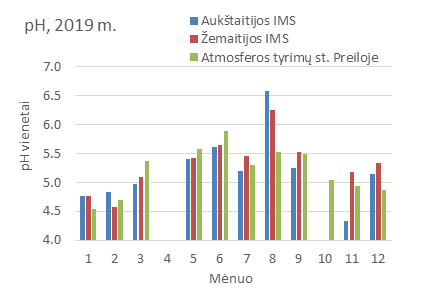 pH, 2019 m.
Aukštaitijos IMS
Žemaitijos IMS
Atmosferos tyrimų st. Preiloje
pH vienetai
7.0
6.5
6.0
5.5
5.0
4.5
4.0
1 2 3 4 5 6 7 8 9 10 11 12
Mėnuo